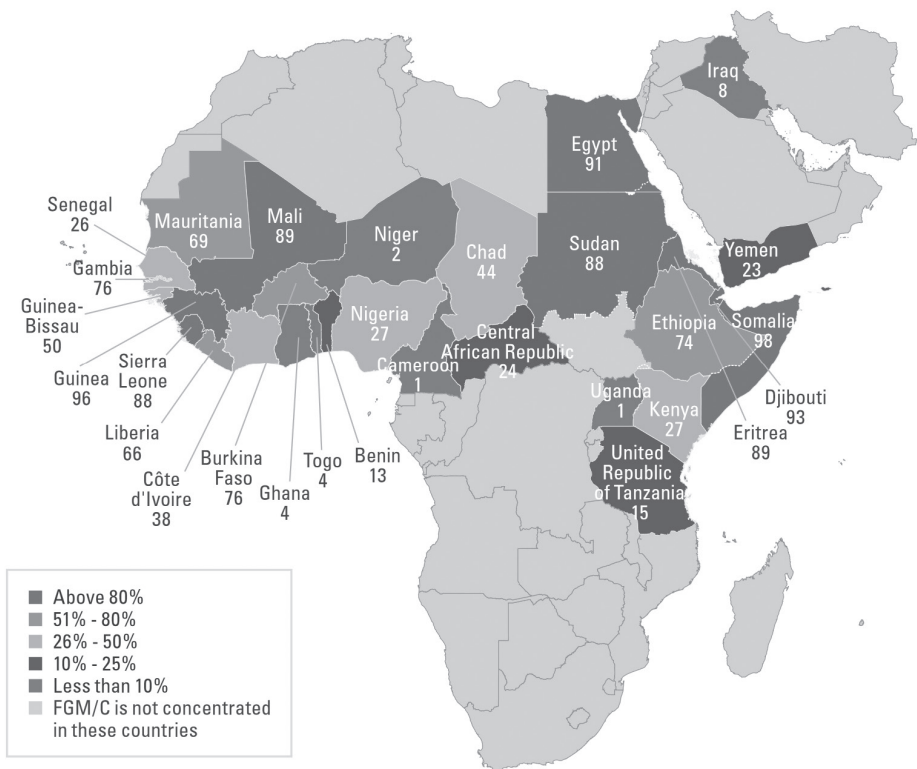 Iraq
8
Egypt
91
Senegal
26
Mauritania
69
Mali
89
Niger
2
Chad
44
Sudan
88
Yemen
23
Gambia
76
Guinea-
Bissau
50
Nigeria
27
Ethiopia
74
Somalia
98
Guinea
96
Sierra
Leone
88
Central
African Republic
24
Cameroon
1
Uganda
1
Kenya
27
Djibouti
93
Eritrea
89
Liberia
66
Côte
d'Ivoire
38
Burkina
Faso
76
Ghana
4
Togo
4
Benin
13
United
Republic
of Tanzania
15
Above 80%
51% - 80%
26% - 50%
10% - 25%
Less than 10%
FGM/C is not concentrated
in these countries